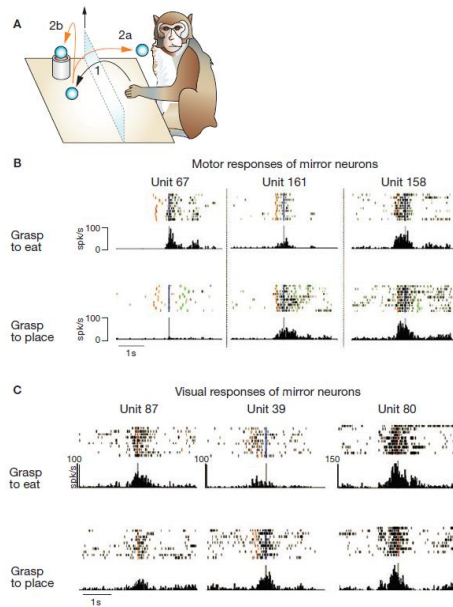 A
2b
2a
1
B
Motor responses of mirror neurons
Unit 67 Unit 161 Unit 158
Grasp
to eat
spk/s
100
0
Grasp
to place
spk/s
100
0
1s
C
Visual responses of mirror neurons
Unit 87 Unit 39 Unit 80
Grasp
to eat
100
spk/s
100
150
Grasp
to place
1s